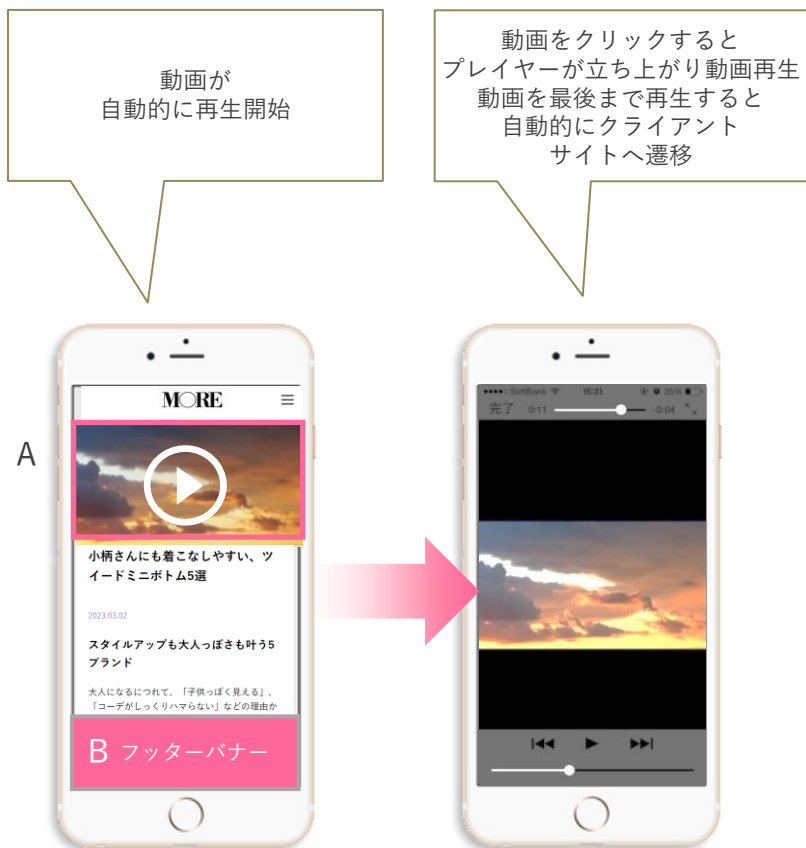 動画が
自動的に再生開始
動画をクリックすると
プレイヤーが立ち上がり動画再生
動画を最後まで再生すると
自動的にクライアント
サイトへ遷移
A
MORE
小柄さんにも着こなしやすい、ツ
イードミニボトム5選
2023.03.02
スタイルアップも大人っぽさも叶う5
ブランド
大人になるにつれて、「子供っぽく見える」、
「コーデがしっくりハマらない」などの理由か
B フッターバナー
SoftBank 15:31 35%
完了 0:11 -0:04